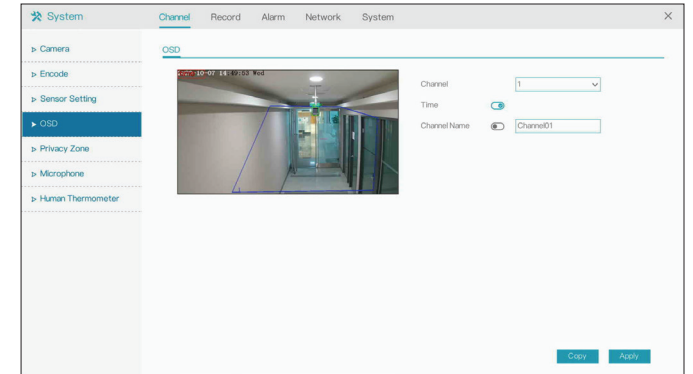 System
Channel Record Alarm Network System
Camera
Encode
Sensor Setting
OSD
Privacy Zone
Microphone
Human Thermometer
OSD
10-07 14:49:53 Wed
Channel 1
Time
Channel Name Channel01
Copy Apply